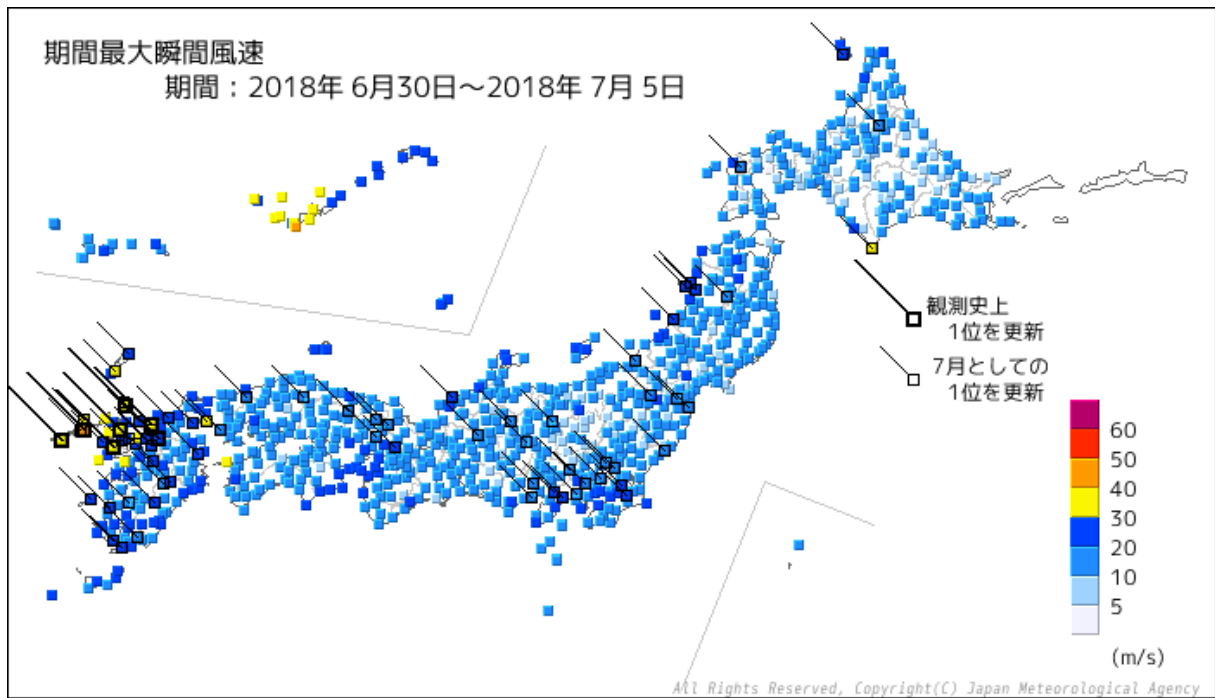 期間最大瞬間風速
期間：2018年 6月30日～2018年 7月 5日
観測史上
1位を更新
7月としての
1位を更新
60
50
40
30
20
10
5
(m/s)
All Rights Reserved, Copyright(C) Japan Meteorological Agency